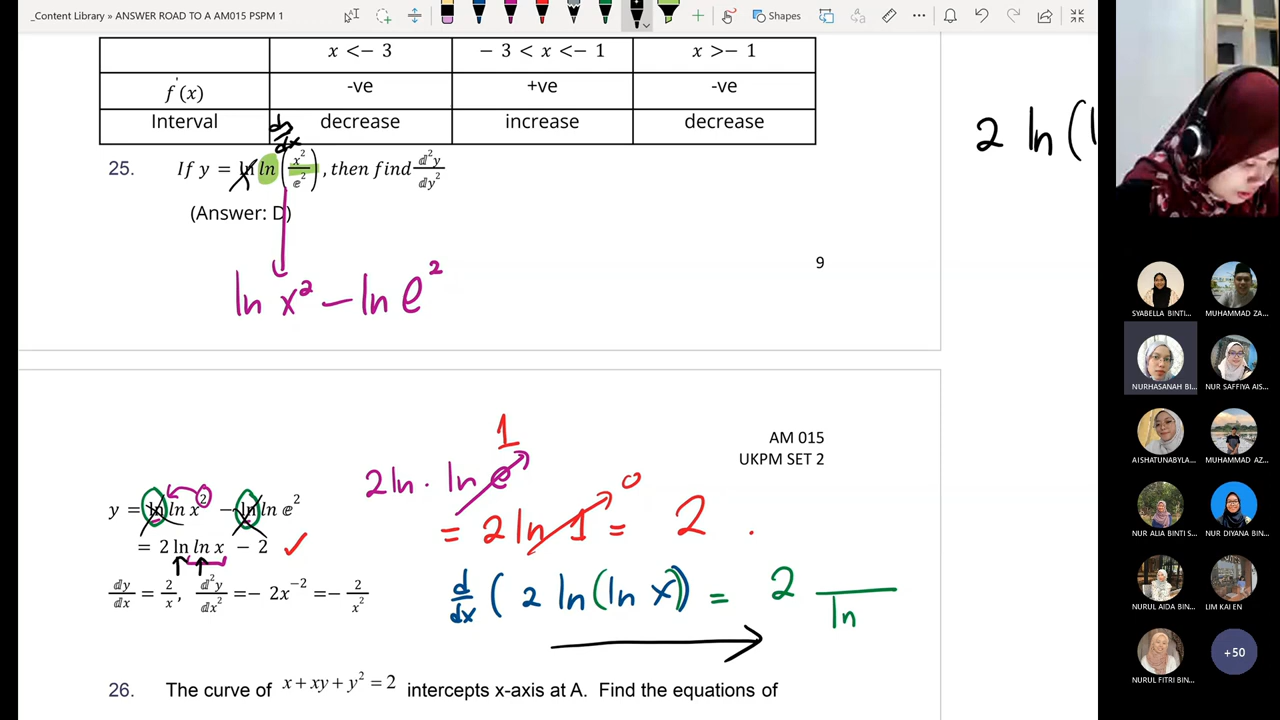 _Content Library » ANSWER ROAD TO A AM015 PSPM 1
Shapes
x <− 3 − 3 < x <− 1 x >− 1
f'(x) -ve +ve -ve
Interval decrease increase decrease
d/dx
25. If y = ln ln (x²/e²), then find d²y/dy²
(Answer: D)
2 ln (
9
ln x² − ln e²
AM 015
UKPM SET 2
1
2 ln · ln e
y = ln ln x² − ln ln e²
= 2 ln ln x − 2 ✓
= 2 ln 1 = 2 .
0
dy/dx = 2/x, d²y/dx² = − 2x⁻² = − 2/x²
d/dx ( 2 ln (ln x)) = 2 /ln
26. The curve of x + xy + y² = 2 intercepts x-axis at A. Find the equations of
SYABELLA BINTI... MUHAMMAD ZA...
NURHASANAH BI... NUR SAFFIYA AIS...
AISHATUNABYLA... MUHAMMAD AZ...
NUR ALIA BINTI S... NUR DIYANA BIN...
NURUL AIDA BIN... LIM KAI EN
NURUL FITRI BIN... +50